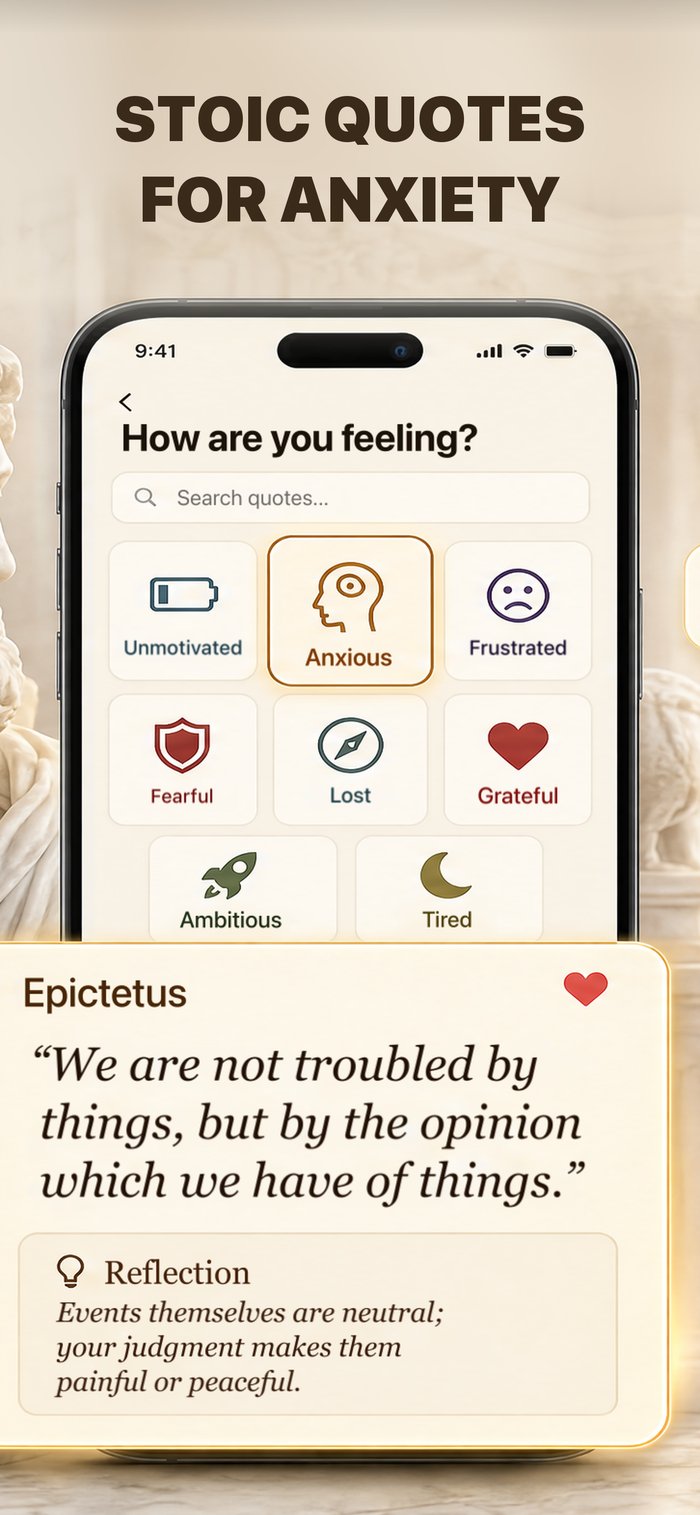 STOIC QUOTES
FOR ANXIETY
9:41
How are you feeling?
Search quotes...
Unmotivated
Anxious
Frustrated
Fearful
Lost
Grateful
Ambitious
Tired
Epictetus
“We are not troubled by
things, but by the opinion
which we have of things.”
Reflection
Events themselves are neutral;
your judgment makes them
painful or peaceful.